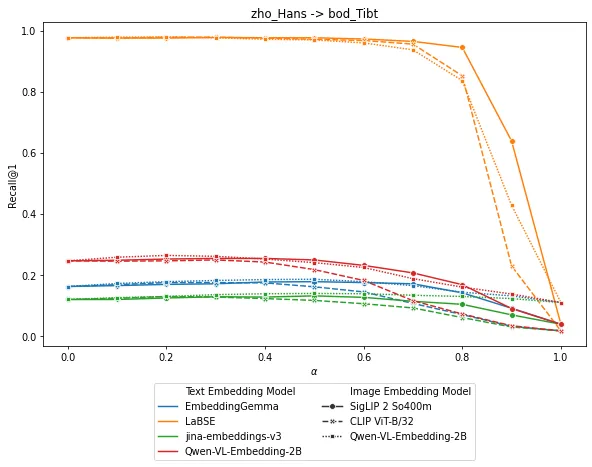 zho_Hans -> bod_Tibt
1.0
0.8
0.6
0.4
0.2
0.0
Recall@1
0.0 0.2 0.4 0.6 0.8 1.0
α
Text Embedding Model Image Embedding Model
EmbeddingGemma SigLIP 2 So400m
LaBSE CLIP ViT-B/32
jina-embeddings-v3 Qwen-VL-Embedding-2B
Qwen-VL-Embedding-2B